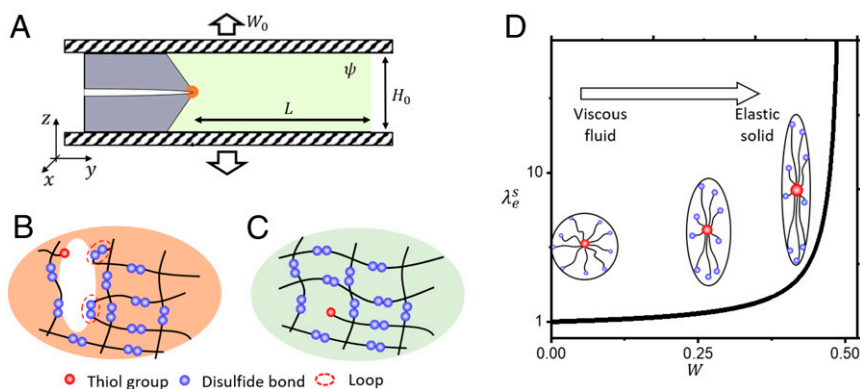 A
W₀
ψ
L
H₀
z
x
y
B
C
Thiol group
Disulfide bond
Loop
D
Viscous
fluid
Elastic
solid
10
λₑˢ
1
0.00
0.25
0.50
W